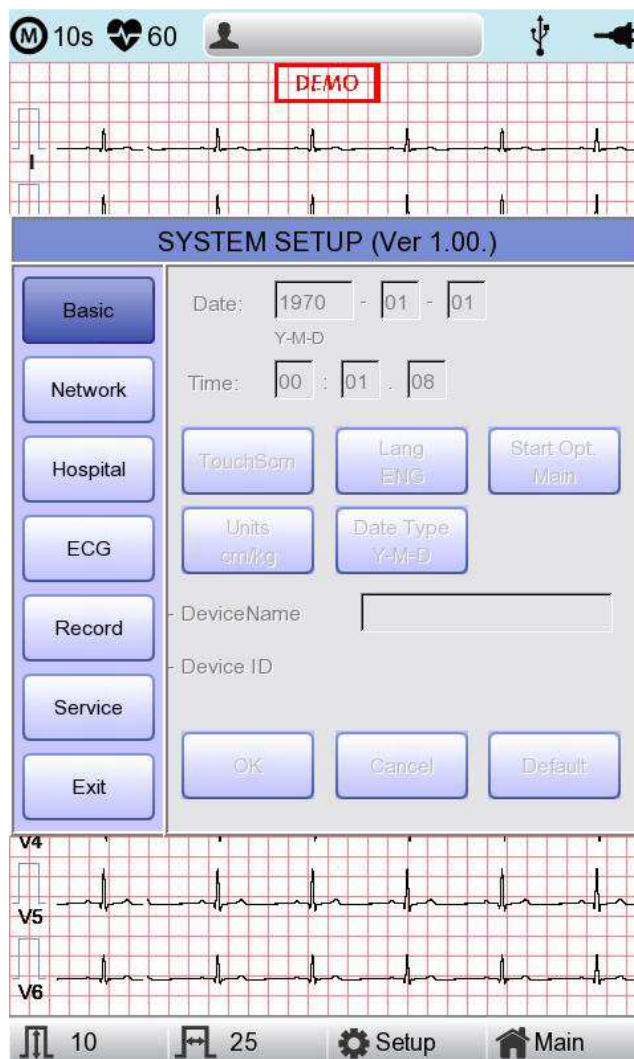 M 10s 60
DEMO
I
SYSTEM SETUP (Ver 1.00.)
Basic
Date: 1970 - 01 - 01
Y-M-D
Network
Time: 00 : 01 . 08
Hospital
TouchScrn
Lang
ENG
Start Opt.
Main
ECG
Units
cm/kg
Date Type
Y-M-D
Record
- DeviceName
- Device ID
Service
Exit
OK Cancel Default
V4
V5
V6
10 25 Setup Main